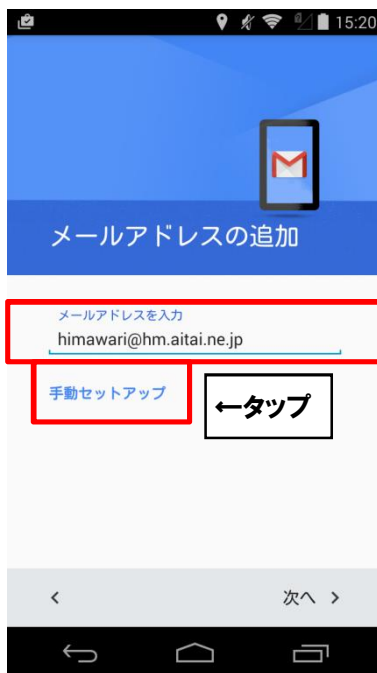 15:20
メールアドレスの追加
メールアドレスを入力
himawari@hm.aitai.ne.jp
手動セットアップ
←タップ
< 次へ >